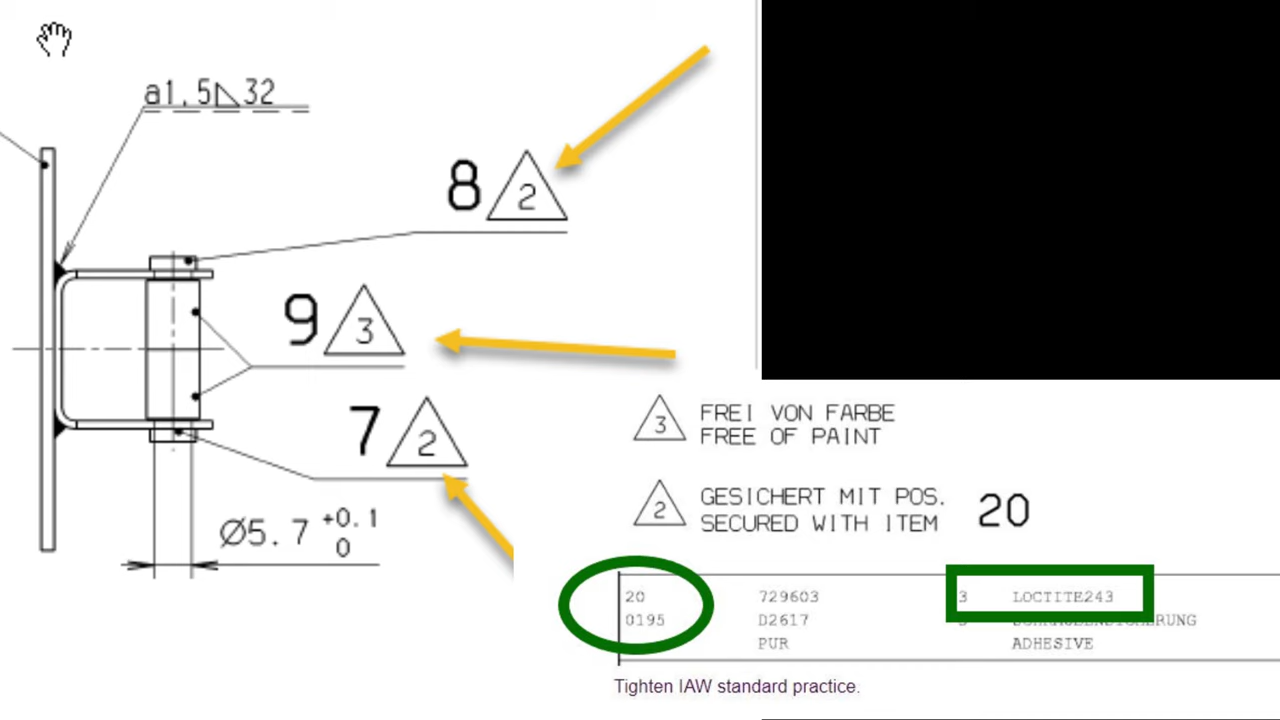 a1,5 32
8 2
9 3
7 2
Ø5.7 +0.1 0
3 FREI VON FARBE
FREE OF PAINT
2 GESICHERT MIT POS.
SECURED WITH ITEM 20
20 729603 3 LOCTITE243
0195 D2617
PUR ADHESIVE
Tighten IAW standard practice.